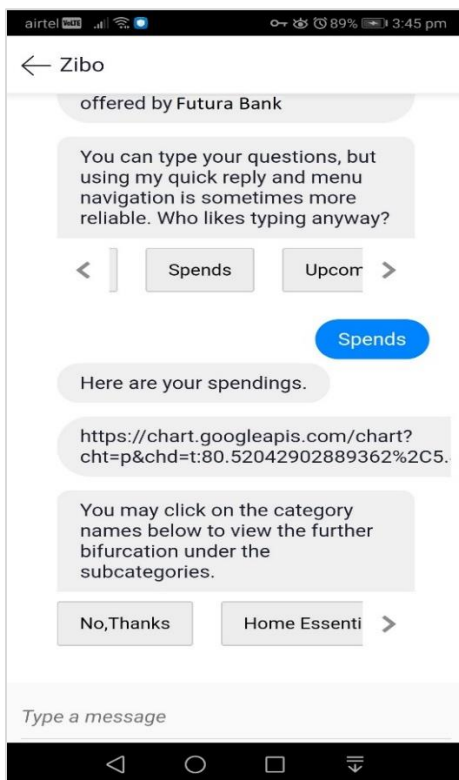 airtel VoLTE 89% 3:45 pm
Zibo
offered by Futura Bank
You can type your questions, but
using my quick reply and menu
navigation is sometimes more
reliable. Who likes typing anyway?
Spends
Upcom
Spends
Here are your spendings.
https://chart.googleapis.com/chart?
cht=p&chd=t:80.52042902889362%2C5.
You may click on the category
names below to view the further
bifurcation under the
subcategories.
No,Thanks
Home Essenti
Type a message